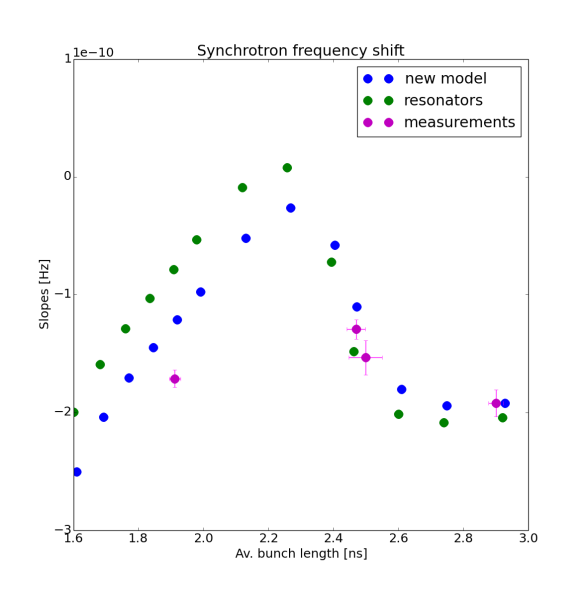 Synchrotron frequency shift
1e−10
new model
resonators
measurements
1
0
−1
−2
−3
Slopes [Hz]
1.6 1.8 2.0 2.2 2.4 2.6 2.8 3.0
Av. bunch length [ns]